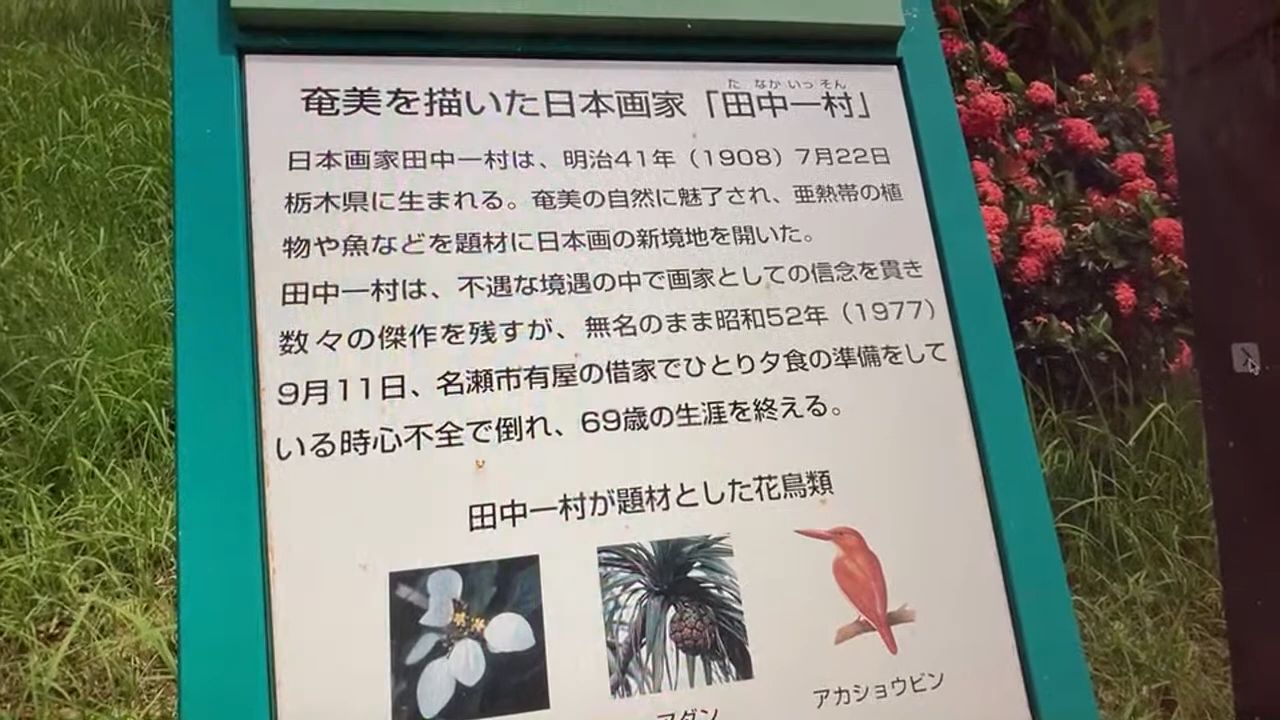 た なか いっ そん
奄美を描いた日本画家「田中一村」
日本画家田中一村は、明治41年（1908）7月22日
栃木県に生まれる。奄美の自然に魅了され、亜熱帯の植
物や魚などを題材に日本画の新境地を開いた。
田中一村は、不遇な境遇の中で画家としての信念を貫き
数々の傑作を残すが、無名のまま昭和52年（1977）
9月11日、名瀬市有屋の借家でひとり夕食の準備をして
いる時心不全で倒れ、69歳の生涯を終える。
田中一村が題材とした花鳥類
アダン
アカショウビン